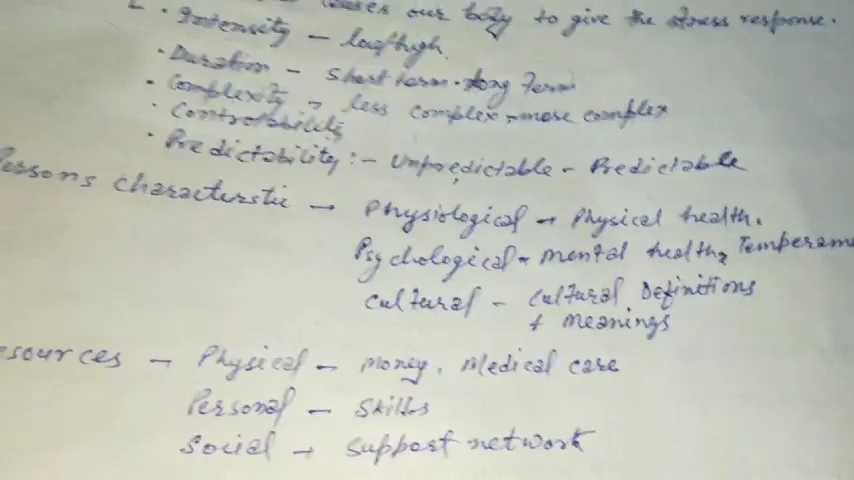 causes our body to give the stress response.
• Intensity – low/high
• Duration – Short term - long Term
• Complexity – less complex - more complex
• Controlability
• Predictability :– Unpredictable – Predictable
Persons characterstic → Physiological → Physical health.
Psychological – mental health, Temperam
Cultural – Cultural Definitions
+ Meanings
esources – Physical – Money, Medical care
Personal – Skills
Social → Support network